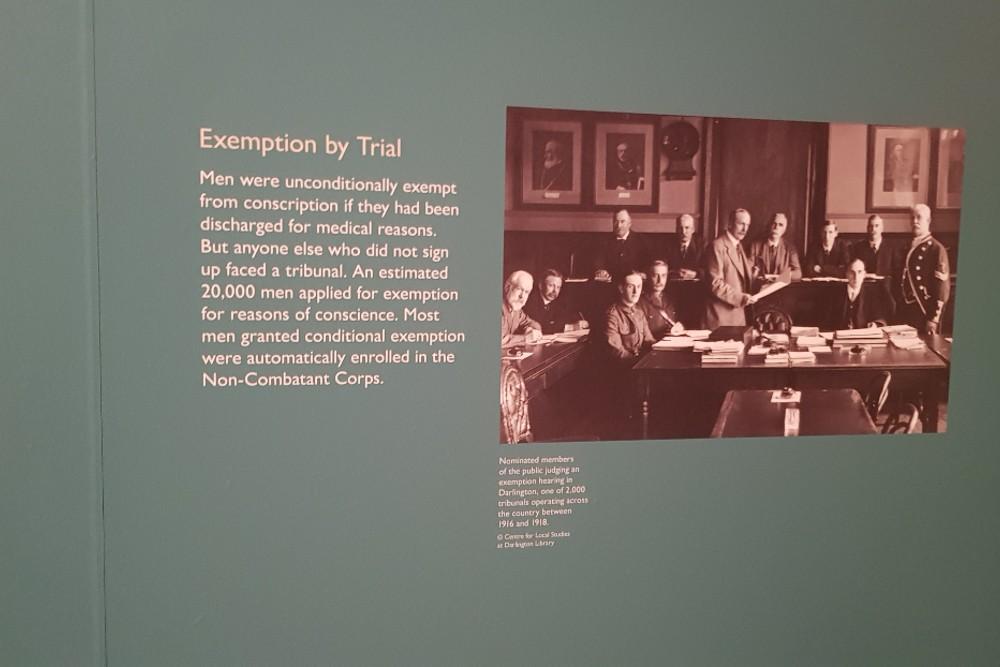 Exemption by Trial
Men were unconditionally exempt
from conscription if they had been
discharged for medical reasons.
But anyone else who did not sign
up faced a tribunal. An estimated
20,000 men applied for exemption
for reasons of conscience. Most
men granted conditional exemption
were automatically enrolled in the
Non-Combatant Corps.
Nominated members
of the public judging an
exemption hearing in
Darlington, one of 2,000
tribunals operating across
the country between
1916 and 1918.
© Centre for Local Studies
at Darlington Library